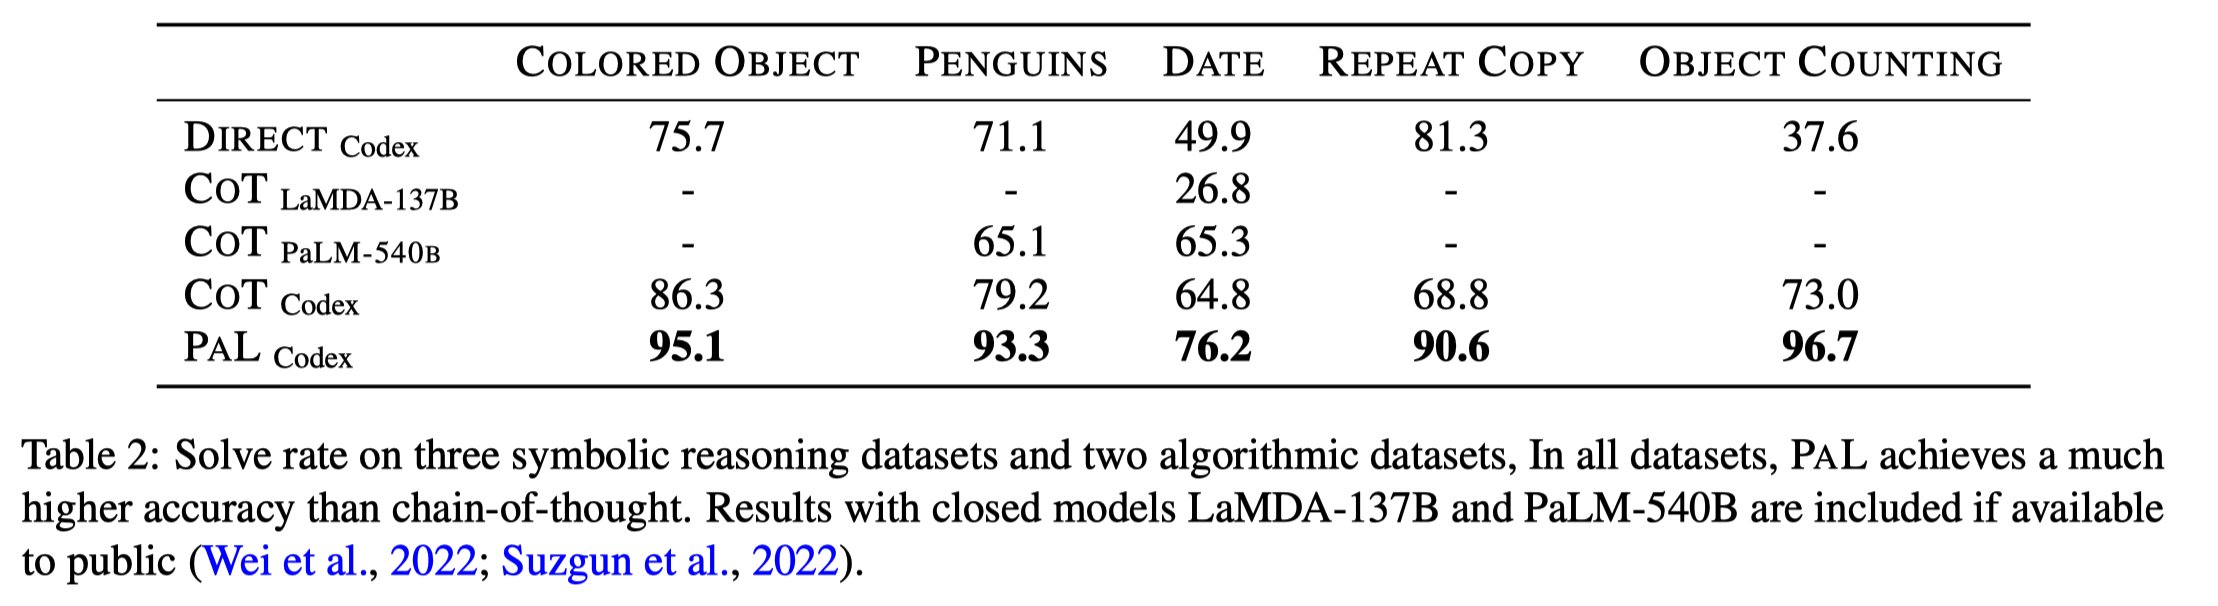 COLORED OBJECT PENGUINS DATE REPEAT COPY OBJECT COUNTING
DIRECT Codex 75.7 71.1 49.9 81.3 37.6
COT LaMDA-137B - - 26.8 - -
COT PaLM-540B - 65.1 65.3 - -
COT Codex 86.3 79.2 64.8 68.8 73.0
PAL Codex 95.1 93.3 76.2 90.6 96.7
Table 2: Solve rate on three symbolic reasoning datasets and two algorithmic datasets, In all datasets, PAL achieves a much
higher accuracy than chain-of-thought. Results with closed models LaMDA-137B and PaLM-540B are included if available
to public (Wei et al., 2022; Suzgun et al., 2022).